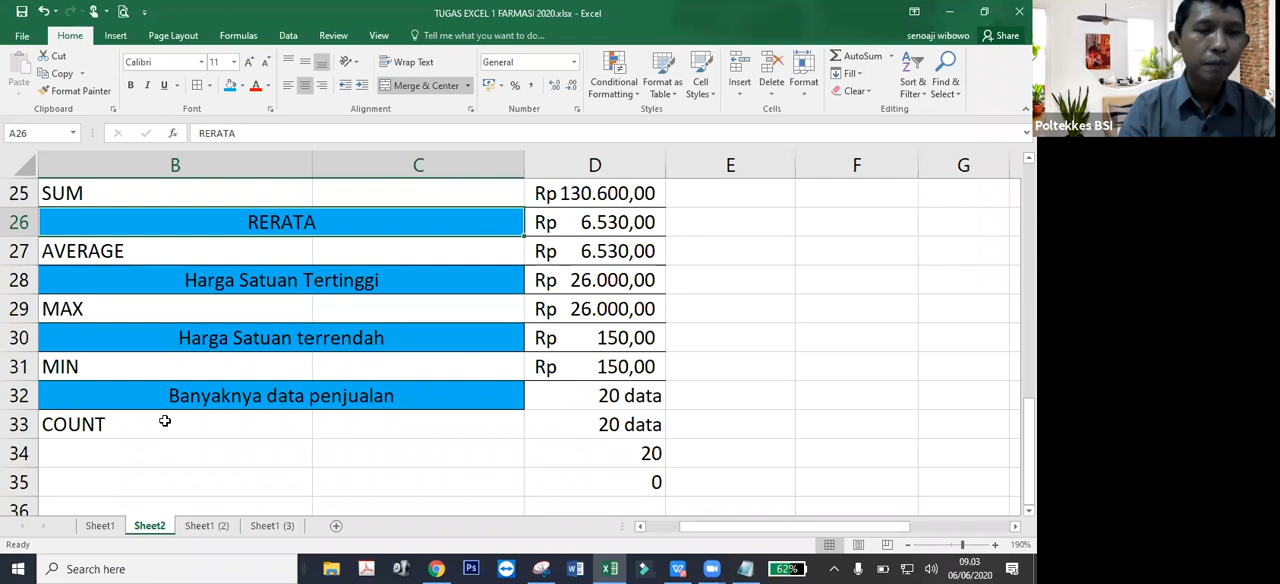 TUGAS EXCEL 1 FARMASI 2020.xlsx - Excel
File Home Insert Page Layout Formulas Data Review View Tell me what you want to do... senoaji wibowo Share
Paste Cut Copy Format Painter Clipboard
Calibri 11 B I U Font
Wrap Text Merge & Center Alignment
General % , Number
Conditional Formatting Format as Table Cell Styles Styles
Insert Delete Format Cells
AutoSum Fill Clear Sort & Filter Find & Select Editing
Poltekkes BSI
A26 fx RERATA
B C D E F G
25 SUM Rp 130.600,00
26 RERATA Rp 6.530,00
27 AVERAGE Rp 6.530,00
28 Harga Satuan Tertinggi Rp 26.000,00
29 MAX Rp 26.000,00
30 Harga Satuan terrendah Rp 150,00
31 MIN Rp 150,00
32 Banyaknya data penjualan 20 data
33 COUNT 20 data
34 20
35 0
36
Sheet1 Sheet2 Sheet1 (2) Sheet1 (3)
Ready 190%
Search here 62% 09.03
06/06/2020